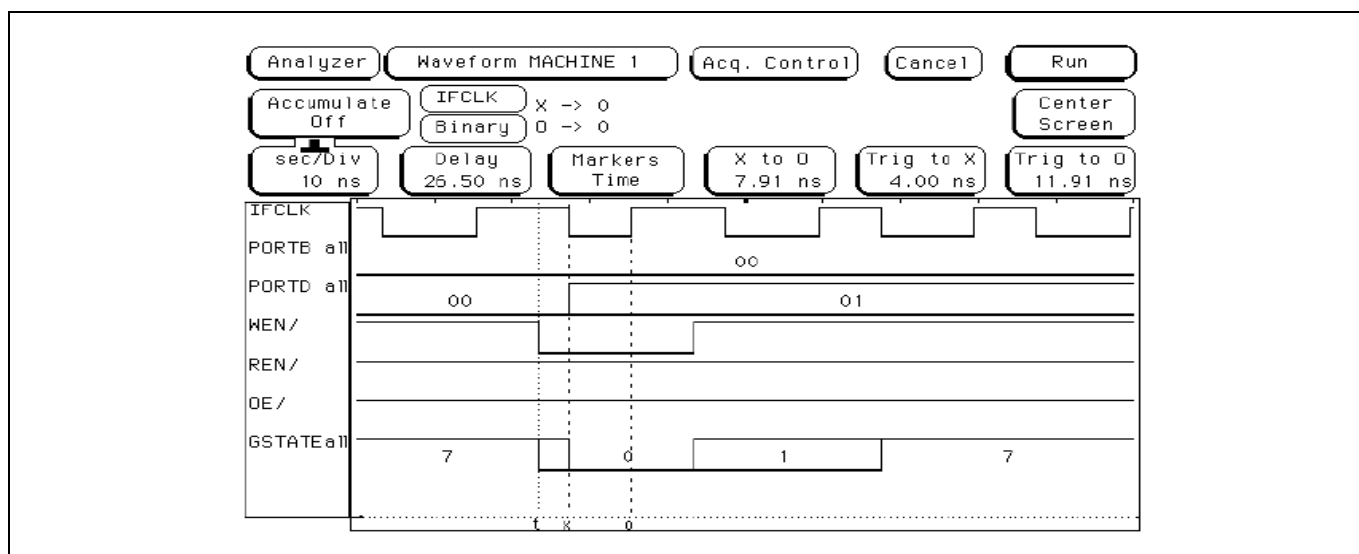 Analyzer Waveform MACHINE 1 Acq. Control Cancel Run
Accumulate Off IFCLK X -> 0 Center Screen
Binary O -> 0
sec/Div Delay Markers X to O Trig to X Trig to O
10 ns 26.50 ns Time 7.91 ns 4.00 ns 11.91 ns
IFCLK
PORTB all 00
PORTD all 00 01
WEN/
REN/
OE/
GSTATEall 7 0 1 7
t x o